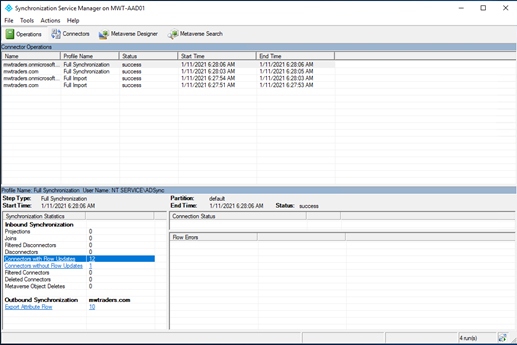 Synchronization Service Manager on MWT-AAD01
File Tools Actions Help
Operations Connectors Metaverse Designer Metaverse Search
Connector Operations
Name Profile Name Status Start Time End Time
mwtraders.onmicrosoft... Full Synchronization success 1/11/2021 6:28:06 AM 1/11/2021 6:28:06 AM
mwtraders.com Full Synchronization success 1/11/2021 6:28:03 AM 1/11/2021 6:28:05 AM
mwtraders.onmicrosoft... Full Import success 1/11/2021 6:27:54 AM 1/11/2021 6:28:03 AM
mwtraders.com Full Import success 1/11/2021 6:27:51 AM 1/11/2021 6:27:53 AM
Profile Name: Full Synchronization User Name: NT SERVICE\ADSync
Step Type: Full Synchronization Partition: default
Start Time: 1/11/2021 6:28:06 AM End Time: 1/11/2021 6:28:06 AM Status: success
Synchronization Statistics Connection Status
Inbound Synchronization
Projections 0
Joins 0
Filtered Disconnectors 0
Disconnectors 0
Connectors with Flow Updates 12
Connectors without Flow Updates 1
Filtered Connectors 0
Deleted Connectors 0
Metaverse Object Deletes 0
Outbound Synchronization mwtraders.com
Export Attribute Flow 10
Flow Errors
4 run(s)